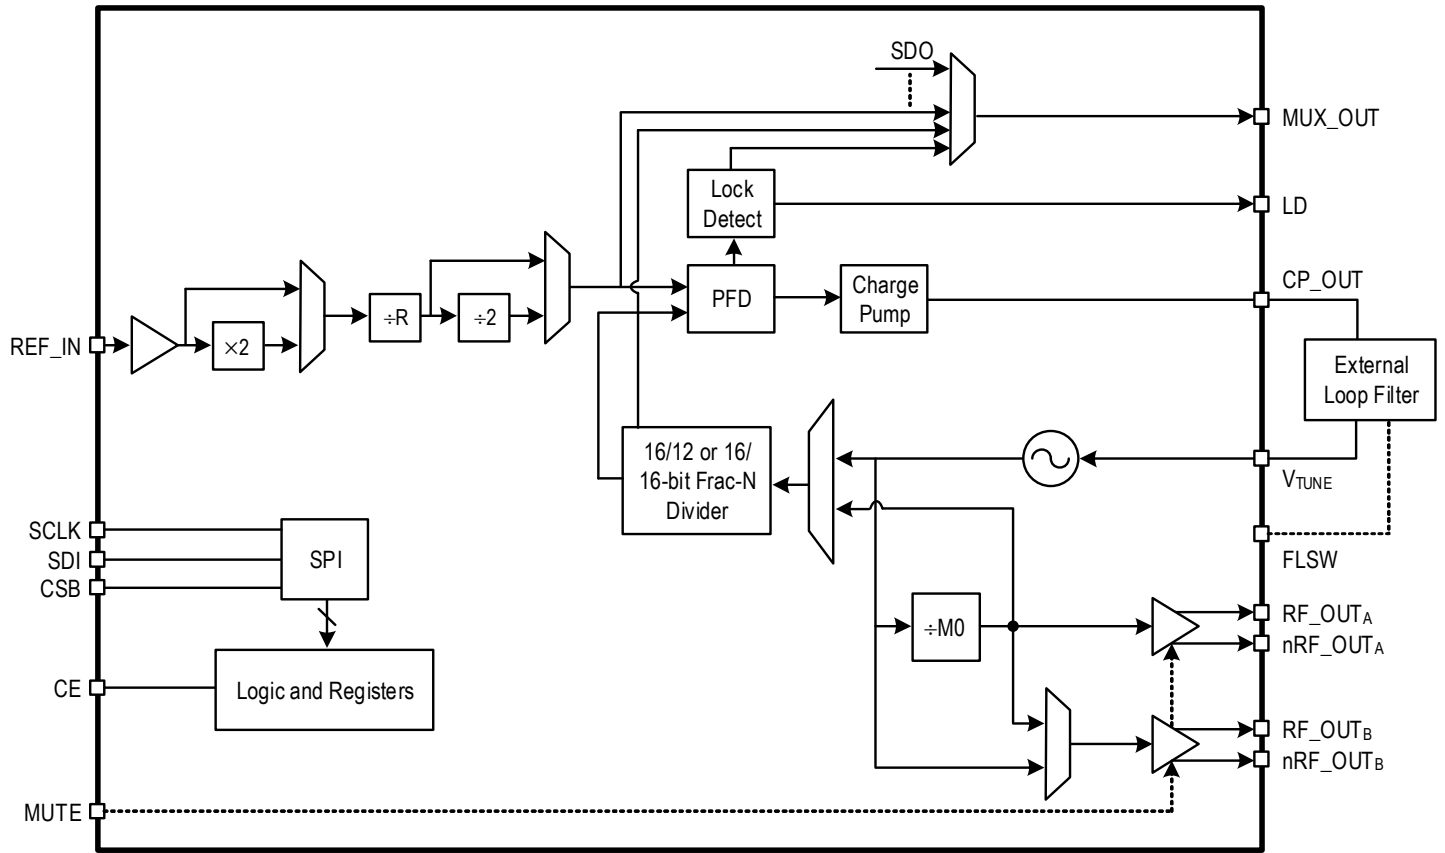 SDO
MUX_OUT
Lock
Detect
LD
PFD
Charge
Pump
CP_OUT
÷R
÷2
REF_IN
×2
External
Loop Filter
16/12 or 16/
16-bit Frac-N
Divider
VTUNE
SCLK
SDI
CSB
SPI
FLSW
÷M0
RF_OUTA
nRF_OUTA
CE
Logic and Registers
RF_OUTB
nRF_OUTB
MUTE